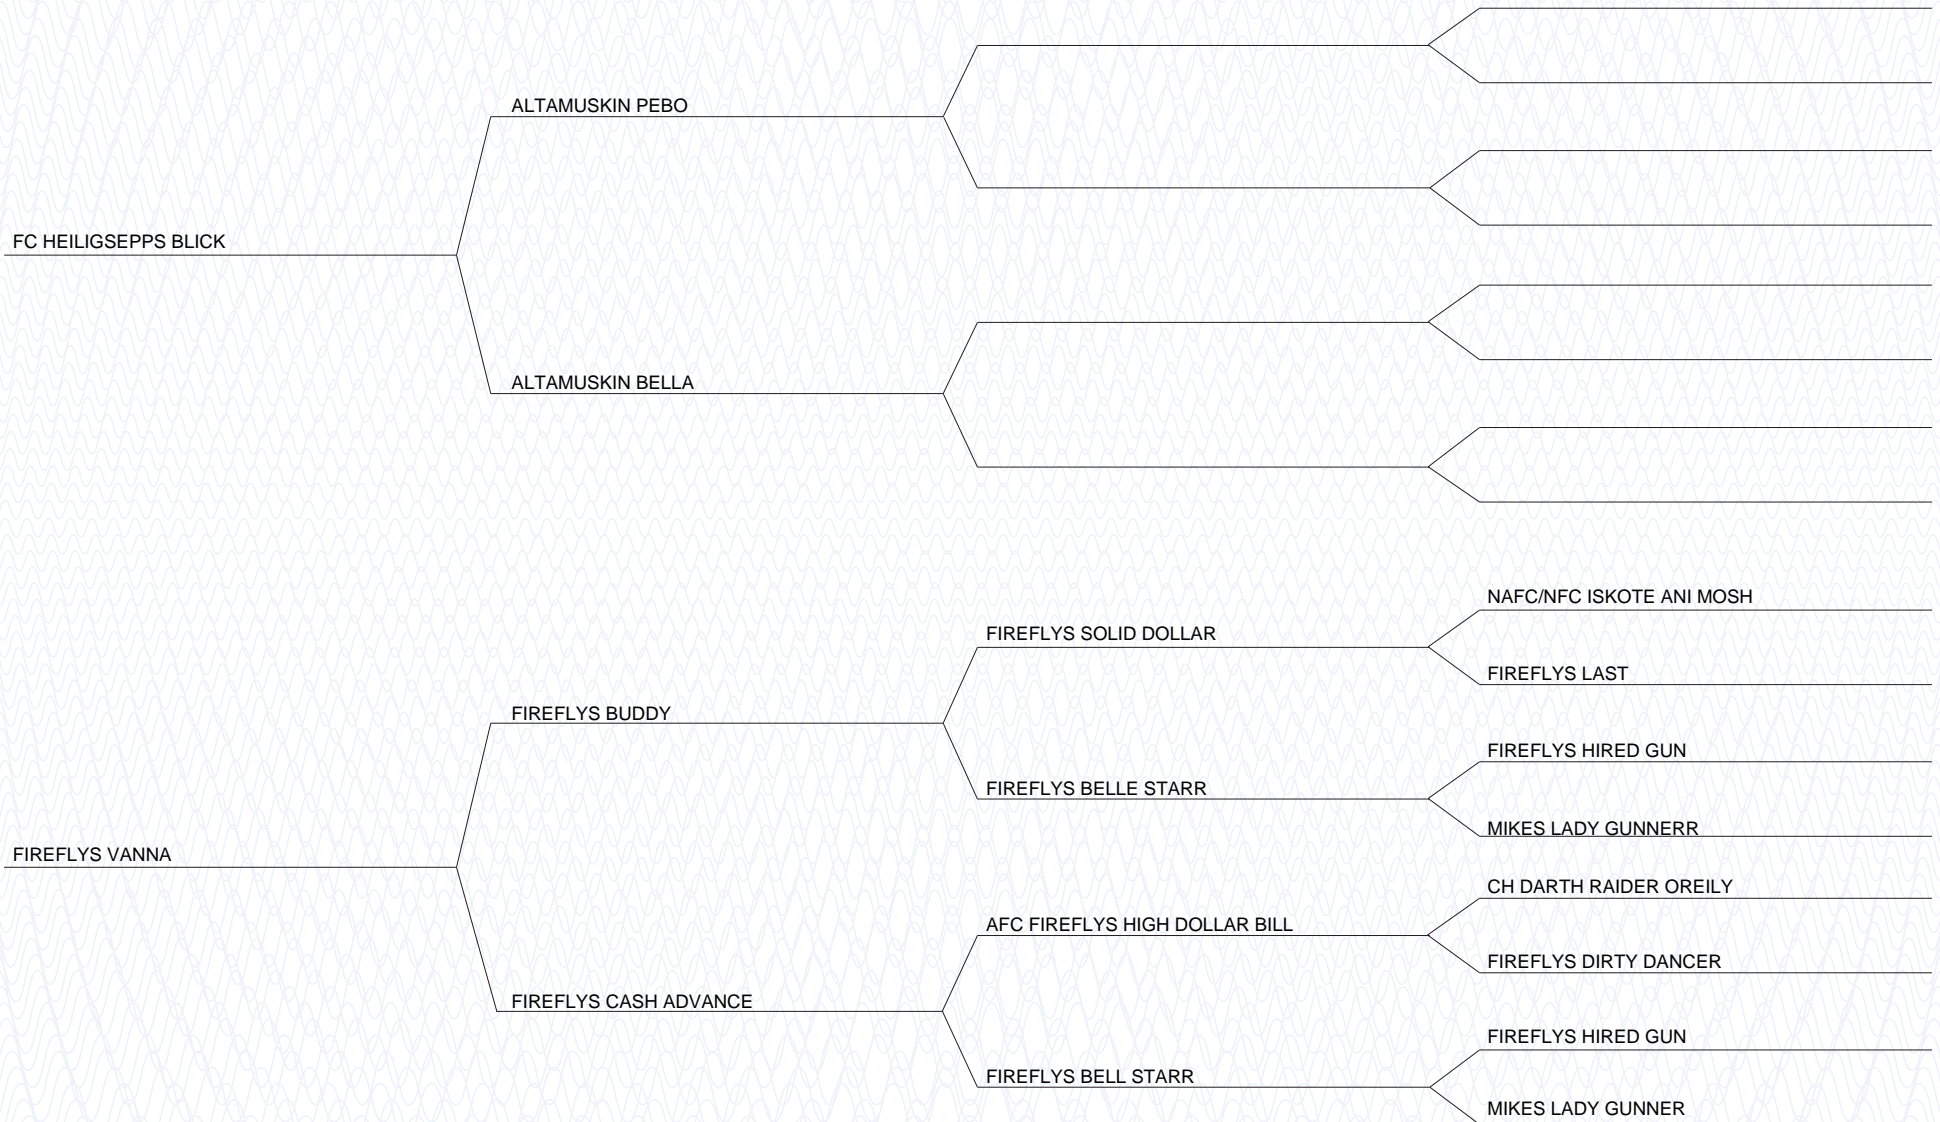 ALTAMUSKIN PEBO
FC HEILIGSEPPS BLICK
ALTAMUSKIN BELLA
NAFC/NFC ISKOTE ANI MOSH
FIREFLYS SOLID DOLLAR
FIREFLYS LAST
FIREFLYS BUDDY
FIREFLYS HIRED GUN
FIREFLYS BELLE STARR
MIKES LADY GUNNERR
FIREFLYS VANNA
CH DARTH RAIDER OREILY
AFC FIREFLYS HIGH DOLLAR BILL
FIREFLYS DIRTY DANCER
FIREFLYS CASH ADVANCE
FIREFLYS HIRED GUN
FIREFLYS BELL STARR
MIKES LADY GUNNER